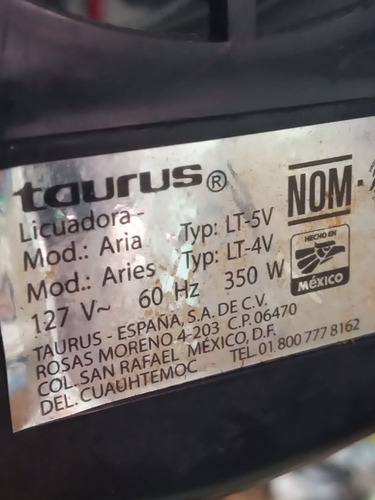 taurus®
NOM
Licuadora
Mod.: Aria Typ: LT-5V
Mod.: Aries Typ: LT-4V
127 V~ 60 Hz 350 W
HECHO EN
MÉXICO
TAURUS - ESPAÑA, S.A. DE C.V.
ROSAS MORENO 4-203 C.P. 06470
COL. SAN RAFAEL MÉXICO, D.F.
DEL. CUAUHTEMOC TEL. 01 800 777 8162